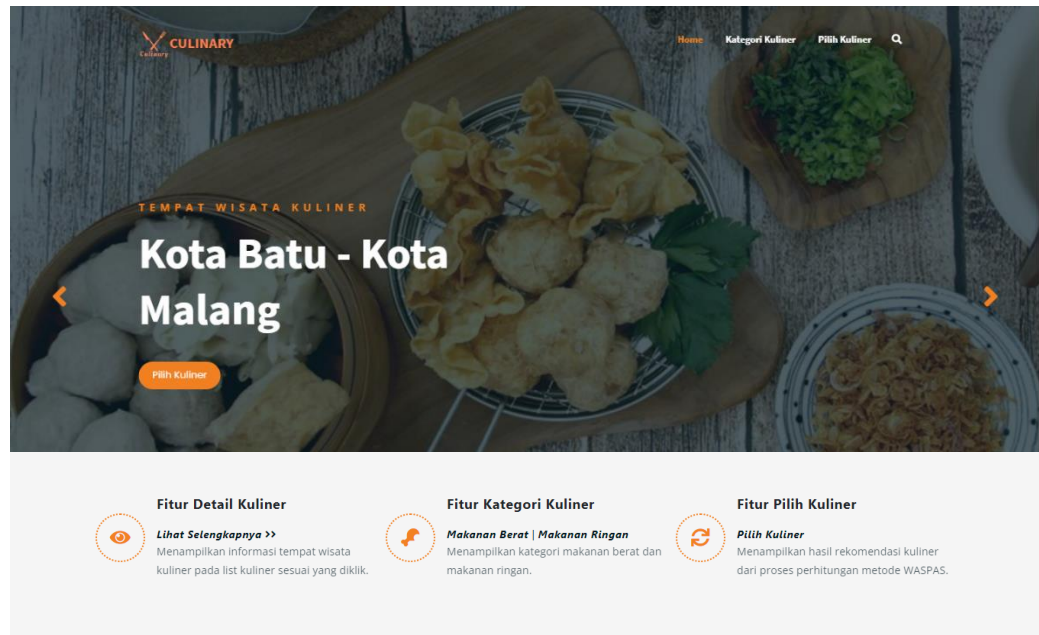 CULINARY
Culinary
Home Kategori Kuliner Pilih Kuliner
TEMPAT WISATA KULINER
Kota Batu - Kota
Malang
Pilih Kuliner
Fitur Detail Kuliner
Lihat Selengkapnya >>
Menampilkan informasi tempat wisata
kuliner pada list kuliner sesuai yang diklik.
Fitur Kategori Kuliner
Makanan Berat | Makanan Ringan
Menampilkan kategori makanan berat dan
makanan ringan.
Fitur Pilih Kuliner
Pilih Kuliner
Menampilkan hasil rekomendasi kuliner
dari proses perhitungan metode WASPAS.